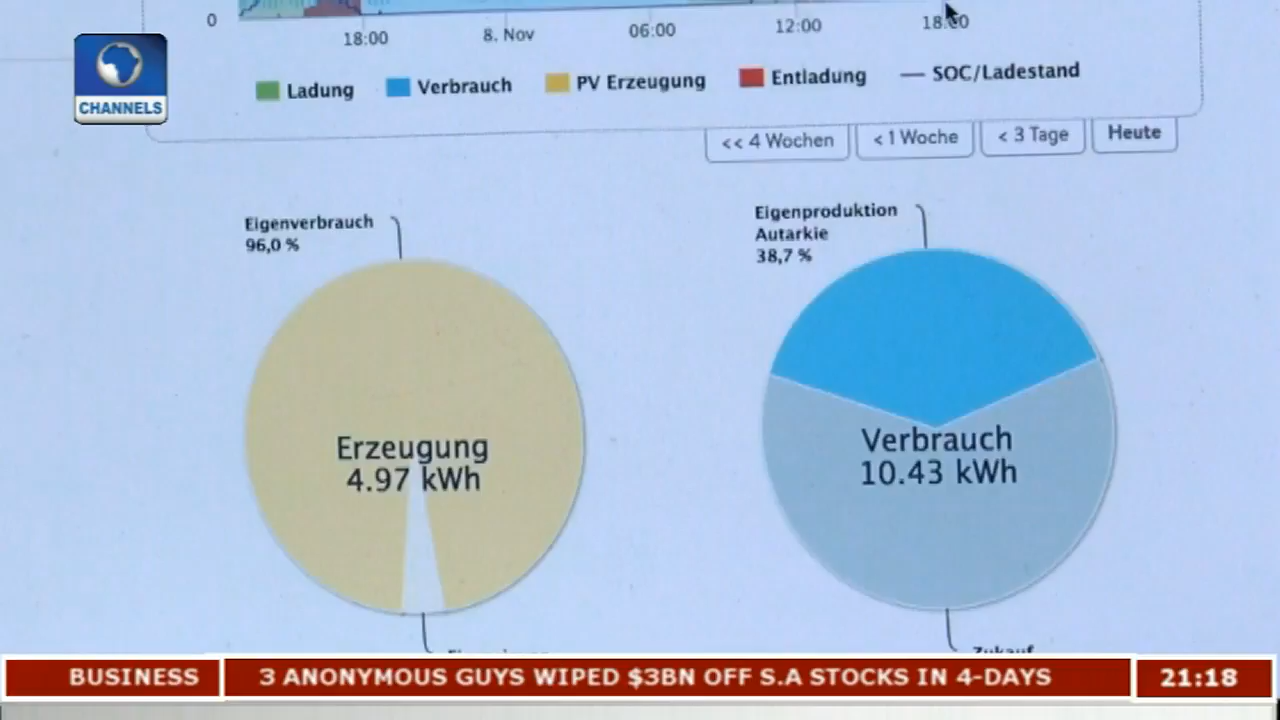 0
18:00
8. Nov
06:00
12:00
18:00
CHANNELS
Ladung
Verbrauch
PV Erzeugung
Entladung
SOC/Ladestand
<< 4 Wochen
< 1 Woche
< 3 Tage
Heute
Eigenverbrauch
96,0 %
Eigenproduktion
Autarkie
38,7 %
Erzeugung
4.97 kWh
Verbrauch
10.43 kWh
Zukauf
BUSINESS
3 ANONYMOUS GUYS WIPED $3BN OFF S.A STOCKS IN 4-DAYS
21:18